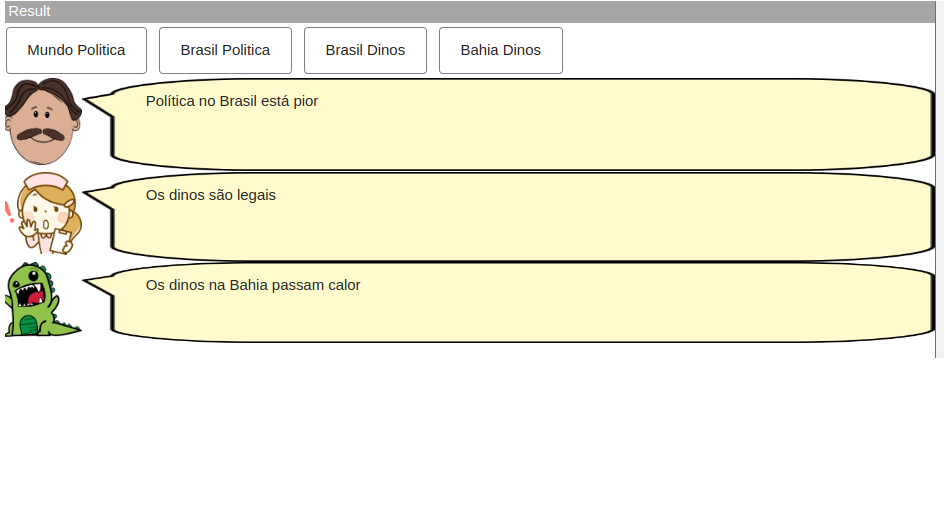 Result
Mundo Politica Brasil Politica Brasil Dinos Bahia Dinos
Política no Brasil está pior
Os dinos são legais
Os dinos na Bahia passam calor